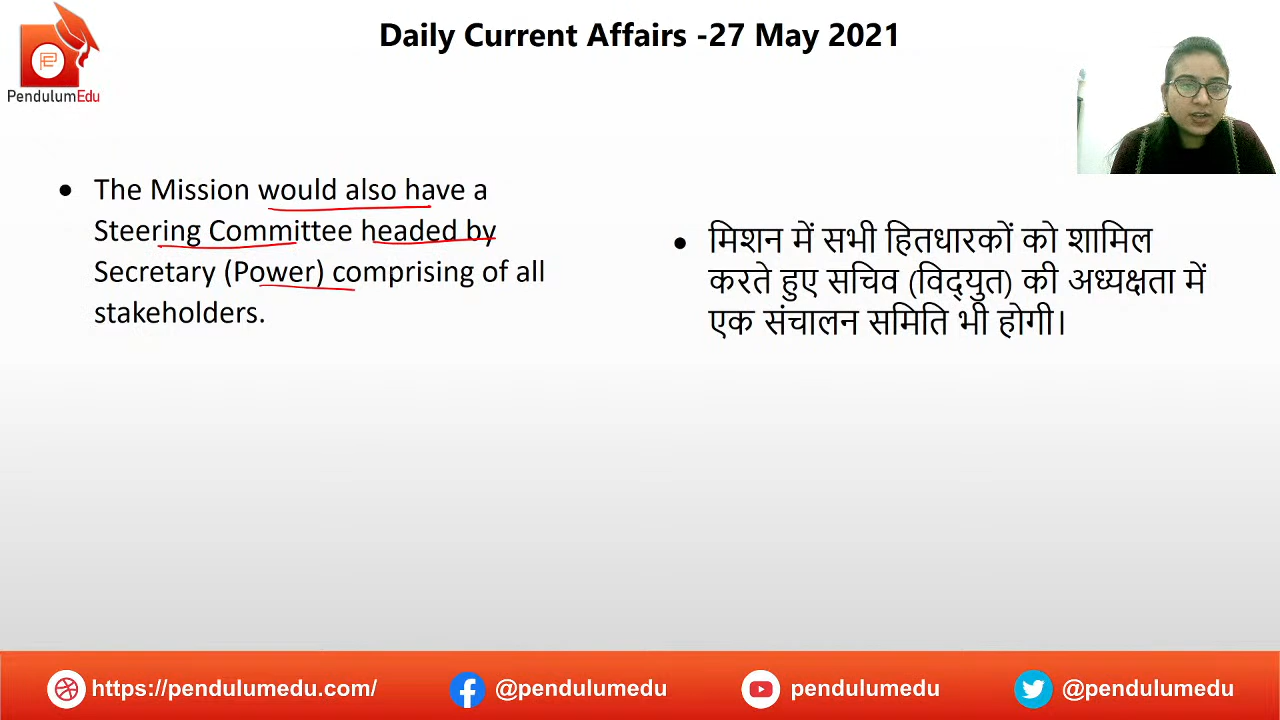 Daily Current Affairs -27 May 2021
PendulumEdu
• The Mission would also have a
Steering Committee headed by
Secretary (Power) comprising of all
stakeholders.
• मिशन में सभी हितधारकों को शामिल
करते हुए सचिव (विद्युत) की अध्यक्षता में
एक संचालन समिति भी होगी।
https://pendulumedu.com/
@pendulumedu
pendulumedu
@pendulumedu